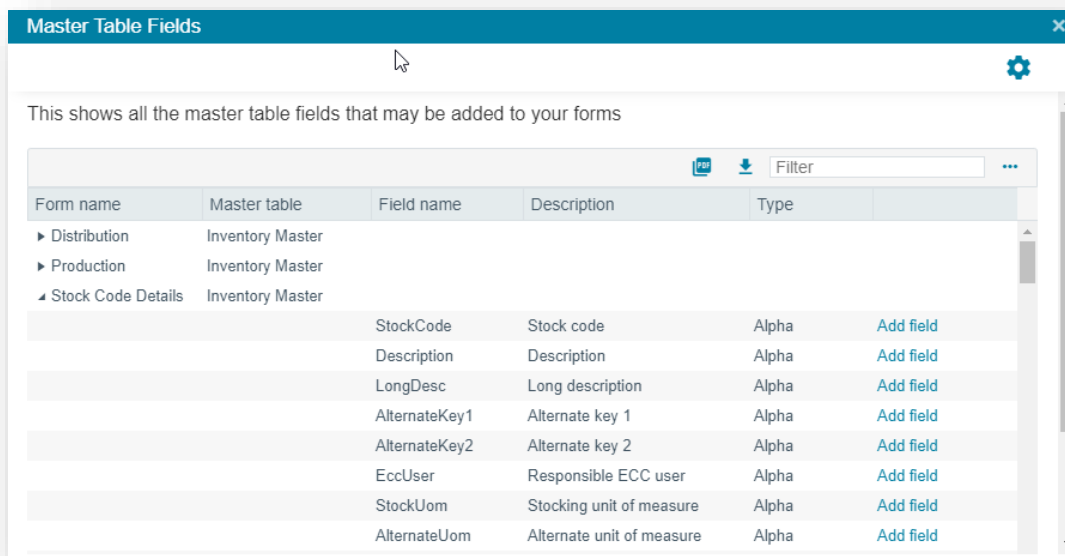 Master Table Fields
This shows all the master table fields that may be added to your forms
PDF Filter
Form name Master table Field name Description Type
Distribution Inventory Master
Production Inventory Master
Stock Code Details Inventory Master
StockCode Stock code Alpha Add field
Description Description Alpha Add field
LongDesc Long description Alpha Add field
AlternateKey1 Alternate key 1 Alpha Add field
AlternateKey2 Alternate key 2 Alpha Add field
EccUser Responsible ECC user Alpha Add field
StockUom Stocking unit of measure Alpha Add field
AlternateUom Alternate unit of measure Alpha Add field